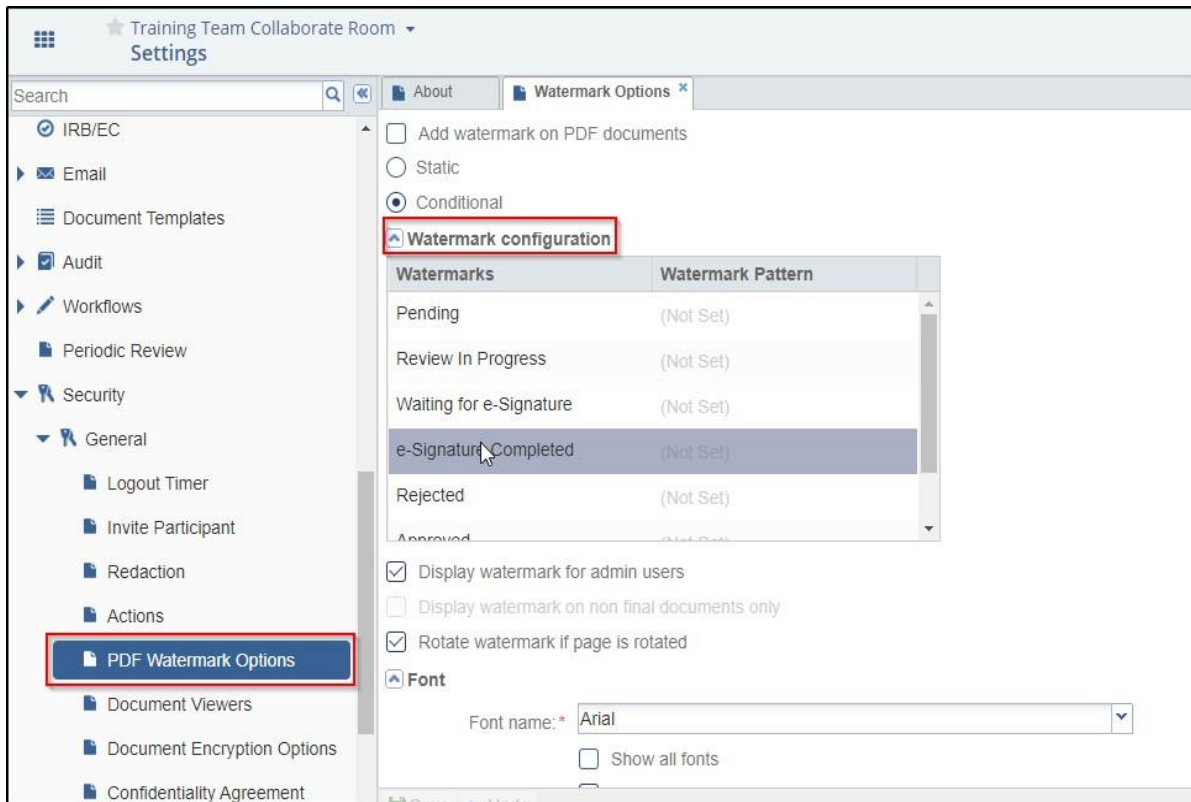 Training Team Collaborate Room
Settings
Search
IRB/EC
Email
Document Templates
Audit
Workflows
Periodic Review
Security
General
Logout Timer
Invite Participant
Redaction
Actions
PDF Watermark Options
Document Viewers
Document Encryption Options
Confidentiality Agreement
About
Watermark Options
Add watermark on PDF documents
Static
Conditional
Watermark configuration
Watermarks Watermark Pattern
Pending (Not Set)
Review In Progress (Not Set)
Waiting for e-Signature (Not Set)
e-Signature Completed (Not Set)
Rejected (Not Set)
Approved (Not Set)
Display watermark for admin users
Display watermark on non final documents only
Rotate watermark if page is rotated
Font
Font name:* Arial
Show all fonts